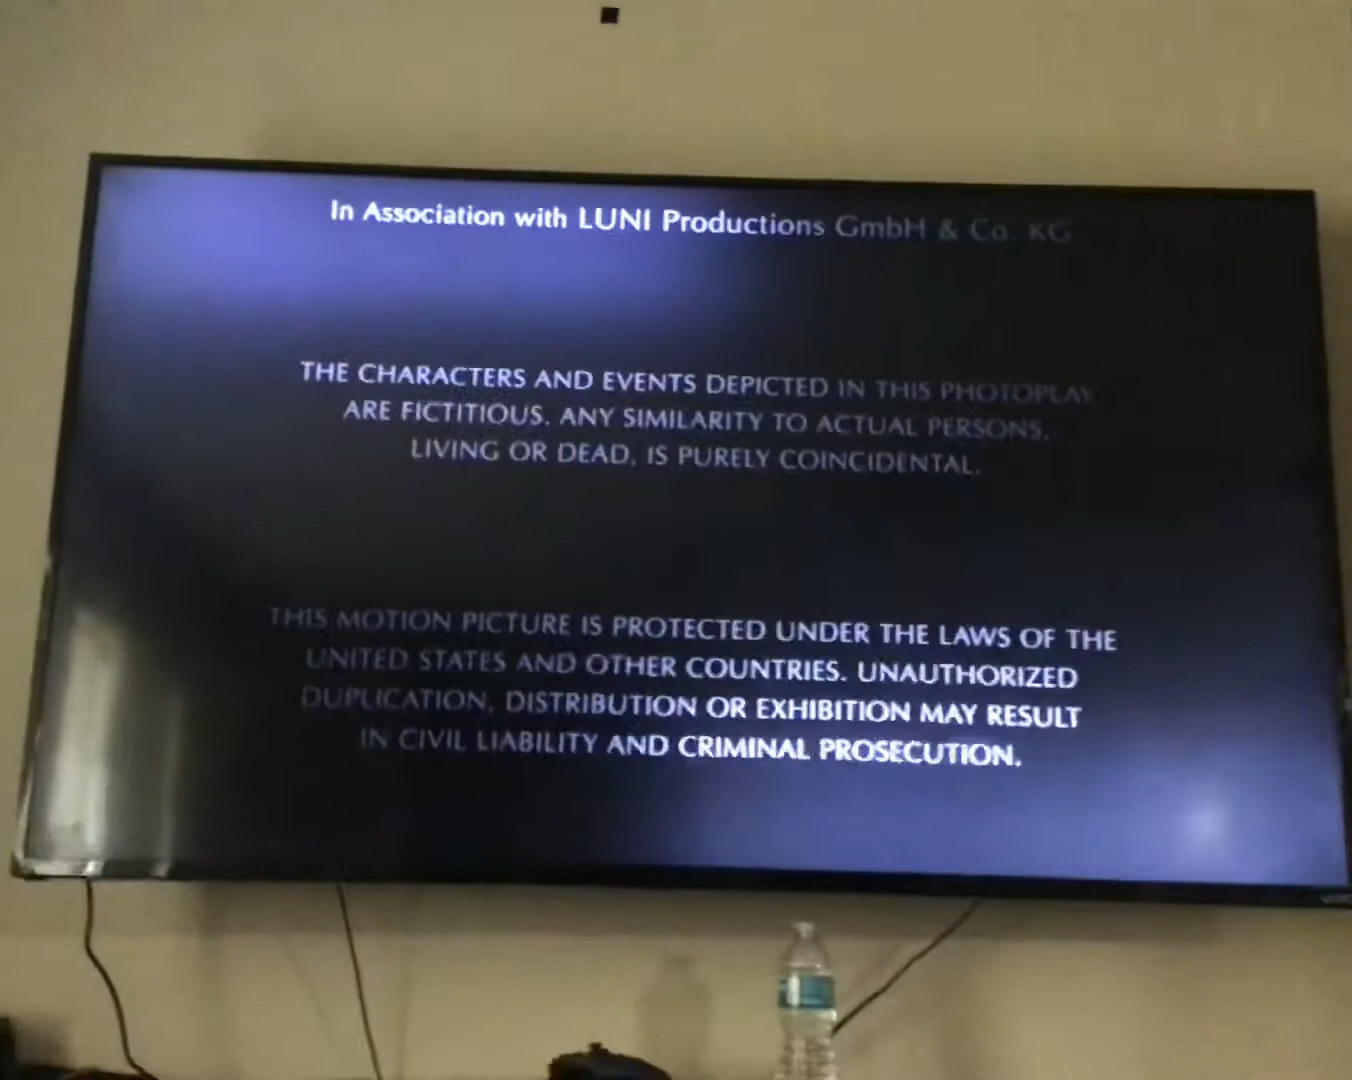 In Association with LUNI Productions GmbH & Co. KG
THE CHARACTERS AND EVENTS DEPICTED IN THIS PHOTOPLAY
ARE FICTITIOUS. ANY SIMILARITY TO ACTUAL PERSONS,
LIVING OR DEAD, IS PURELY COINCIDENTAL.
THIS MOTION PICTURE IS PROTECTED UNDER THE LAWS OF THE
UNITED STATES AND OTHER COUNTRIES. UNAUTHORIZED
DUPLICATION, DISTRIBUTION OR EXHIBITION MAY RESULT
IN CIVIL LIABILITY AND CRIMINAL PROSECUTION.